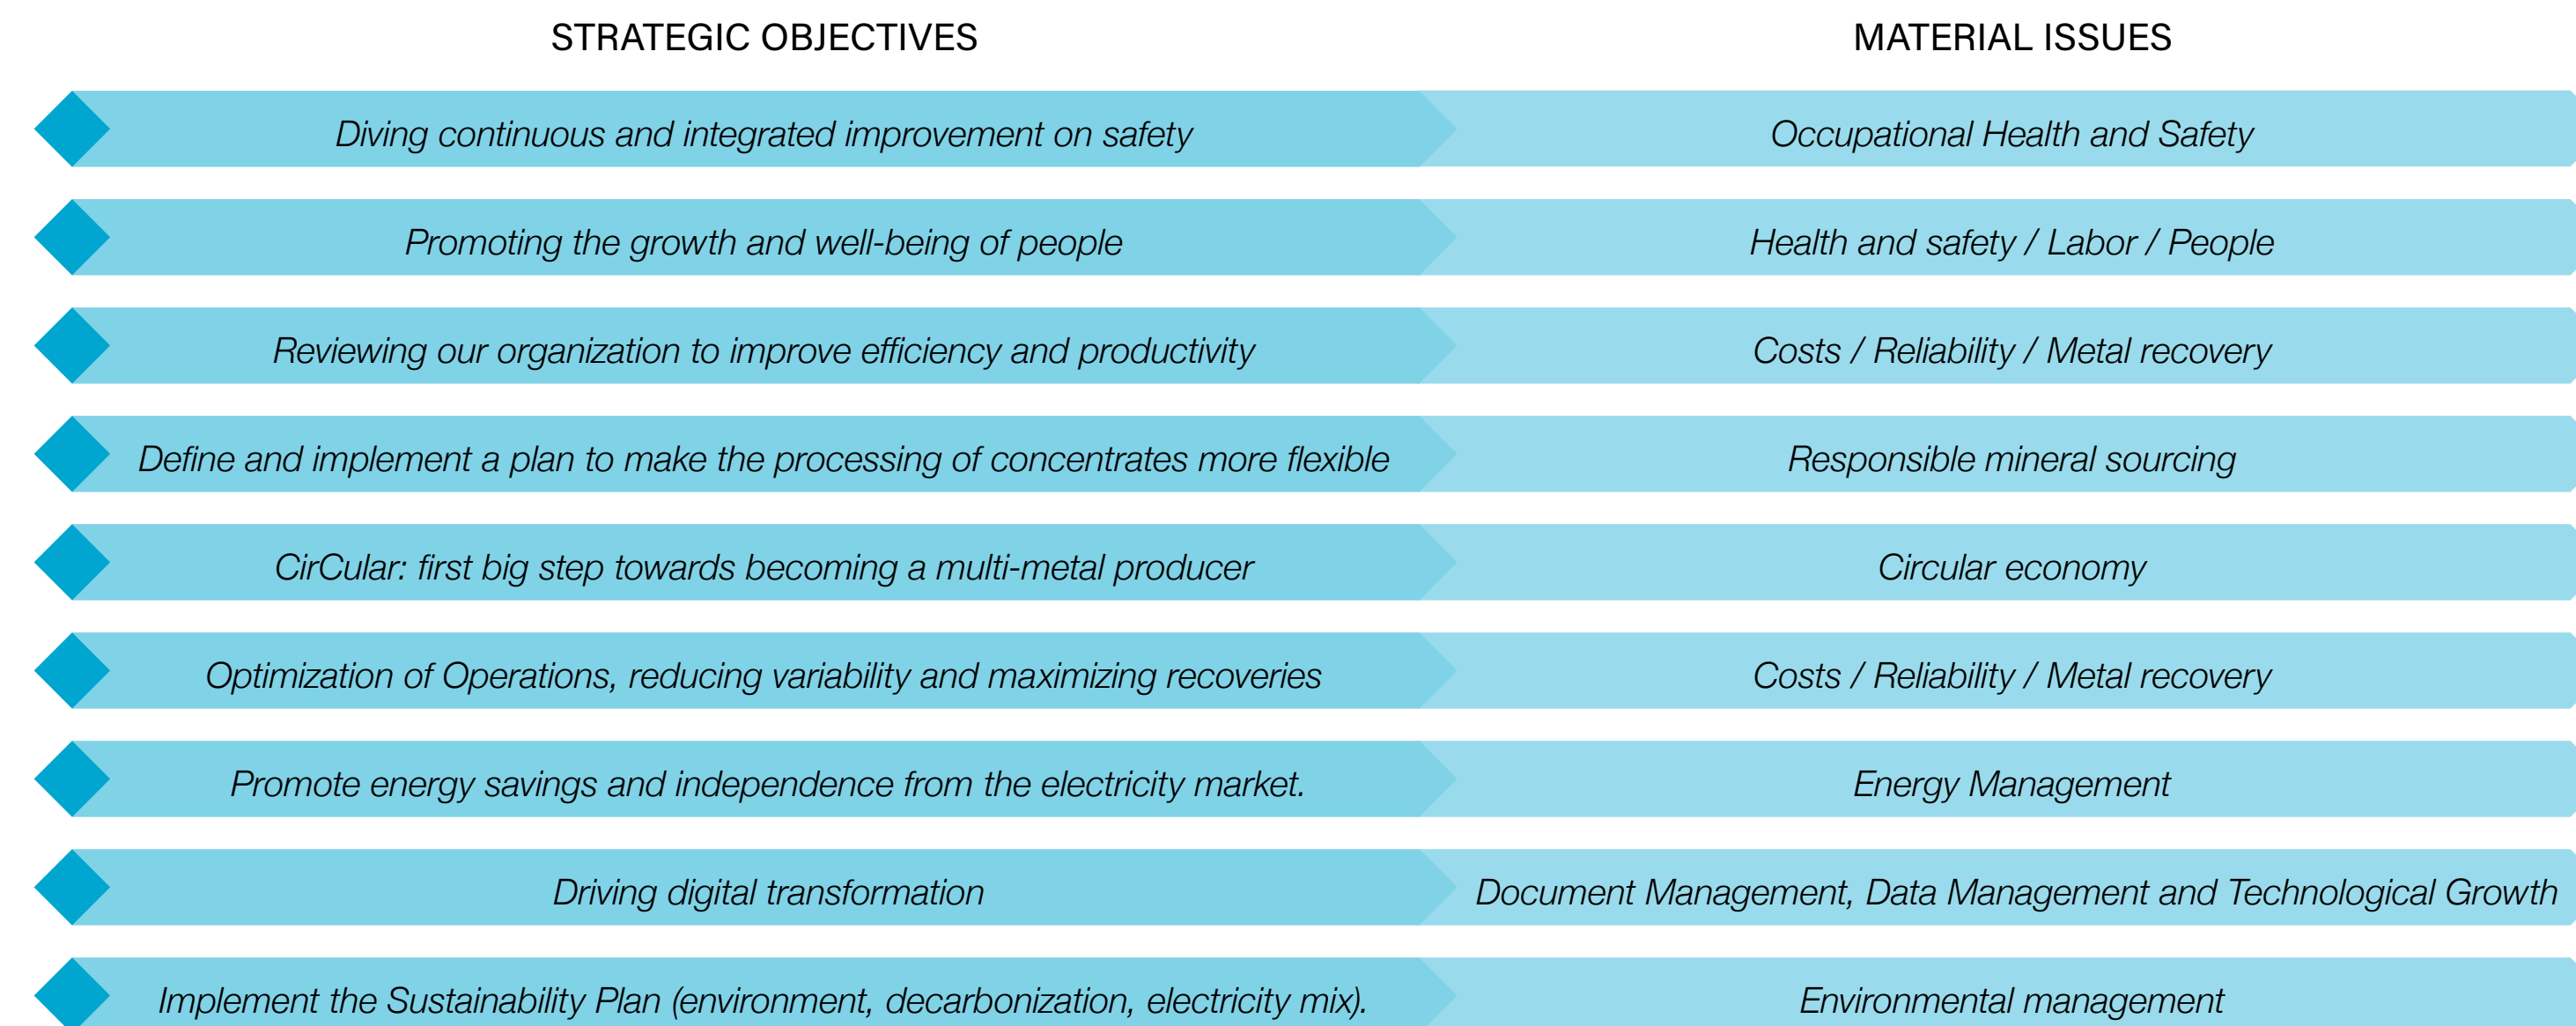 STRATEGIC OBJECTIVES MATERIAL ISSUES
Diving continuous and integrated improvement on safety Occupational Health and Safety
Promoting the growth and well-being of people Health and safety / Labor / People
Reviewing our organization to improve efficiency and productivity Costs / Reliability / Metal recovery
Define and implement a plan to make the processing of concentrates more flexible Responsible mineral sourcing
CirCular: first big step towards becoming a multi-metal producer Circular economy
Optimization of Operations, reducing variability and maximizing recoveries Costs / Reliability / Metal recovery
Promote energy savings and independence from the electricity market. Energy Management
Driving digital transformation Document Management, Data Management and Technological Growth
Implement the Sustainability Plan (environment, decarbonization, electricity mix). Environmental management